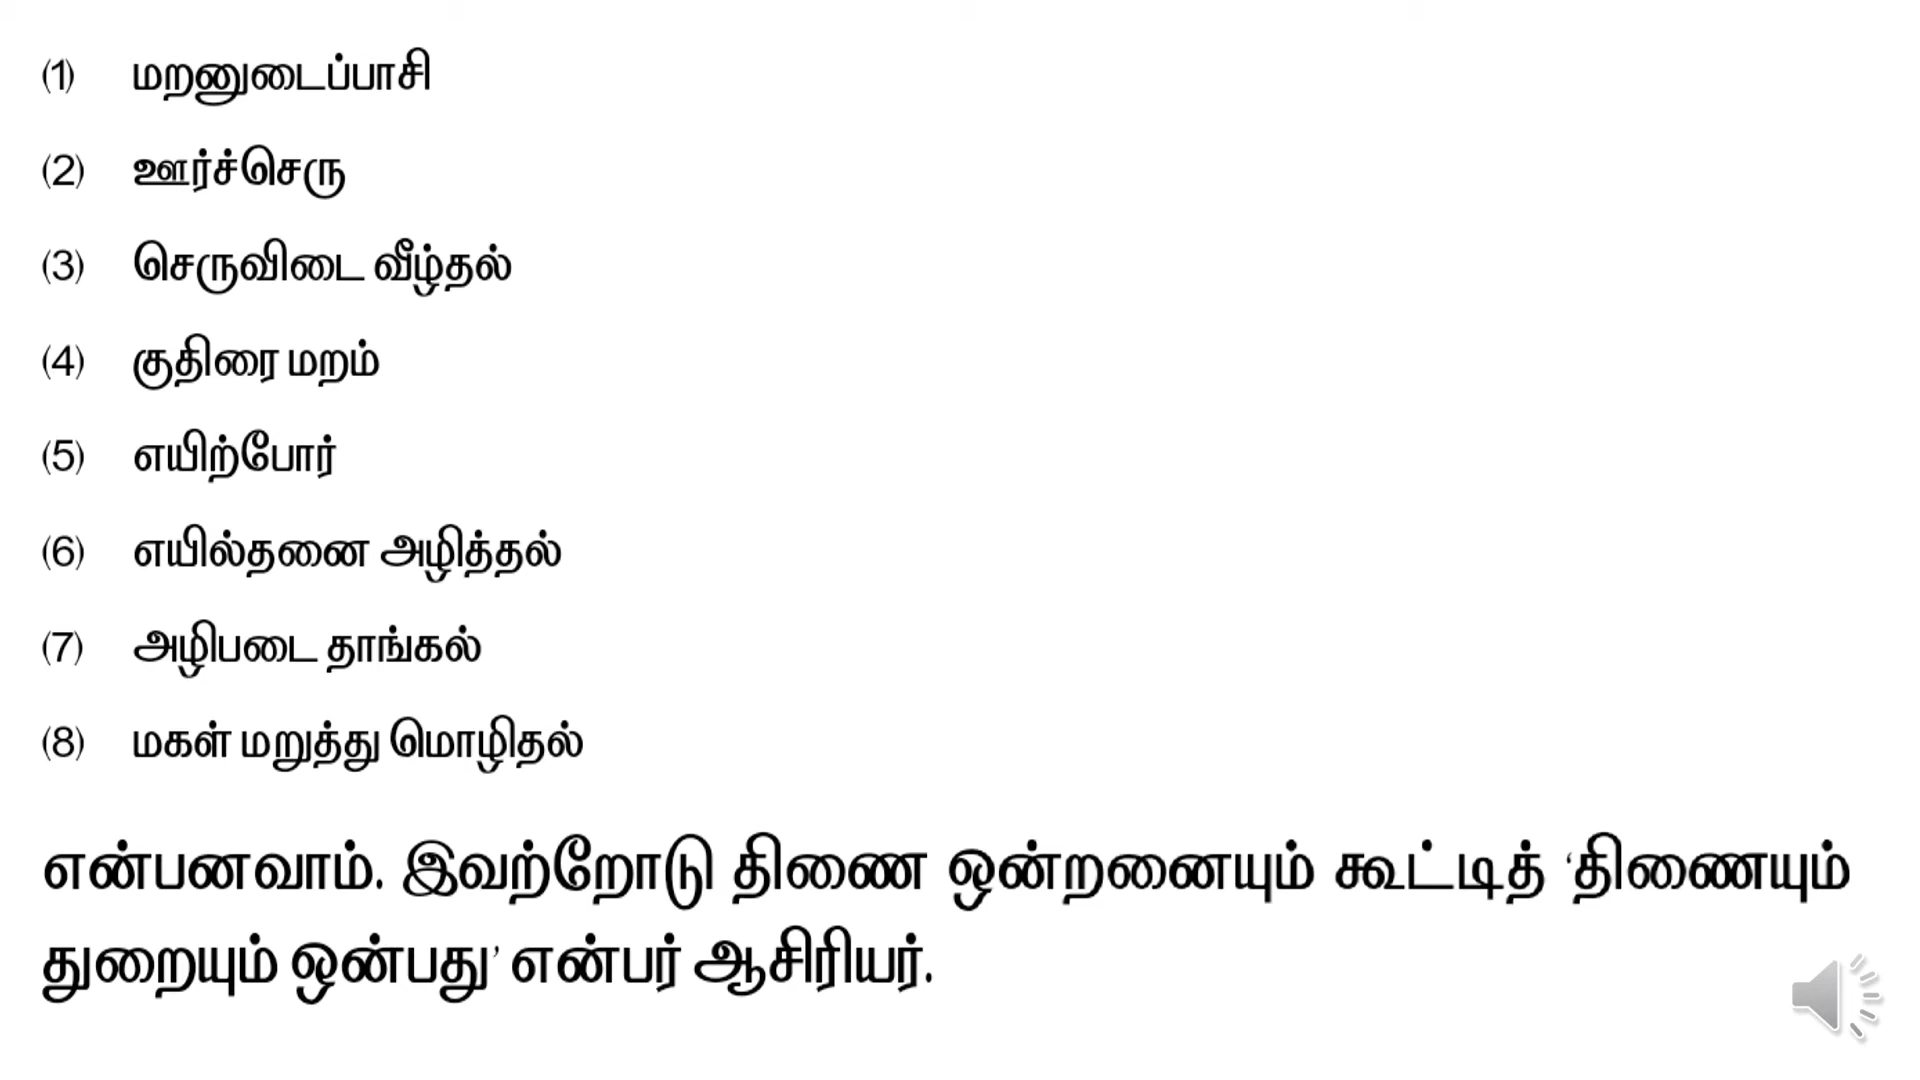 (1) மறனுடைப்பாசி
(2) ஊர்ச்செரு
(3) செருவிடை வீழ்தல்
(4) குதிரை மறம்
(5) எயிற்போர்
(6) எயில்தனை அழித்தல்
(7) அழிபடை தாங்கல்
(8) மகள் மறுத்து மொழிதல்
என்பனவாம். இவற்றோடு திணை ஒன்றனையும் கூட்டித் ‘திணையும்
துறையும் ஒன்பது’ என்பர் ஆசிரியர்.